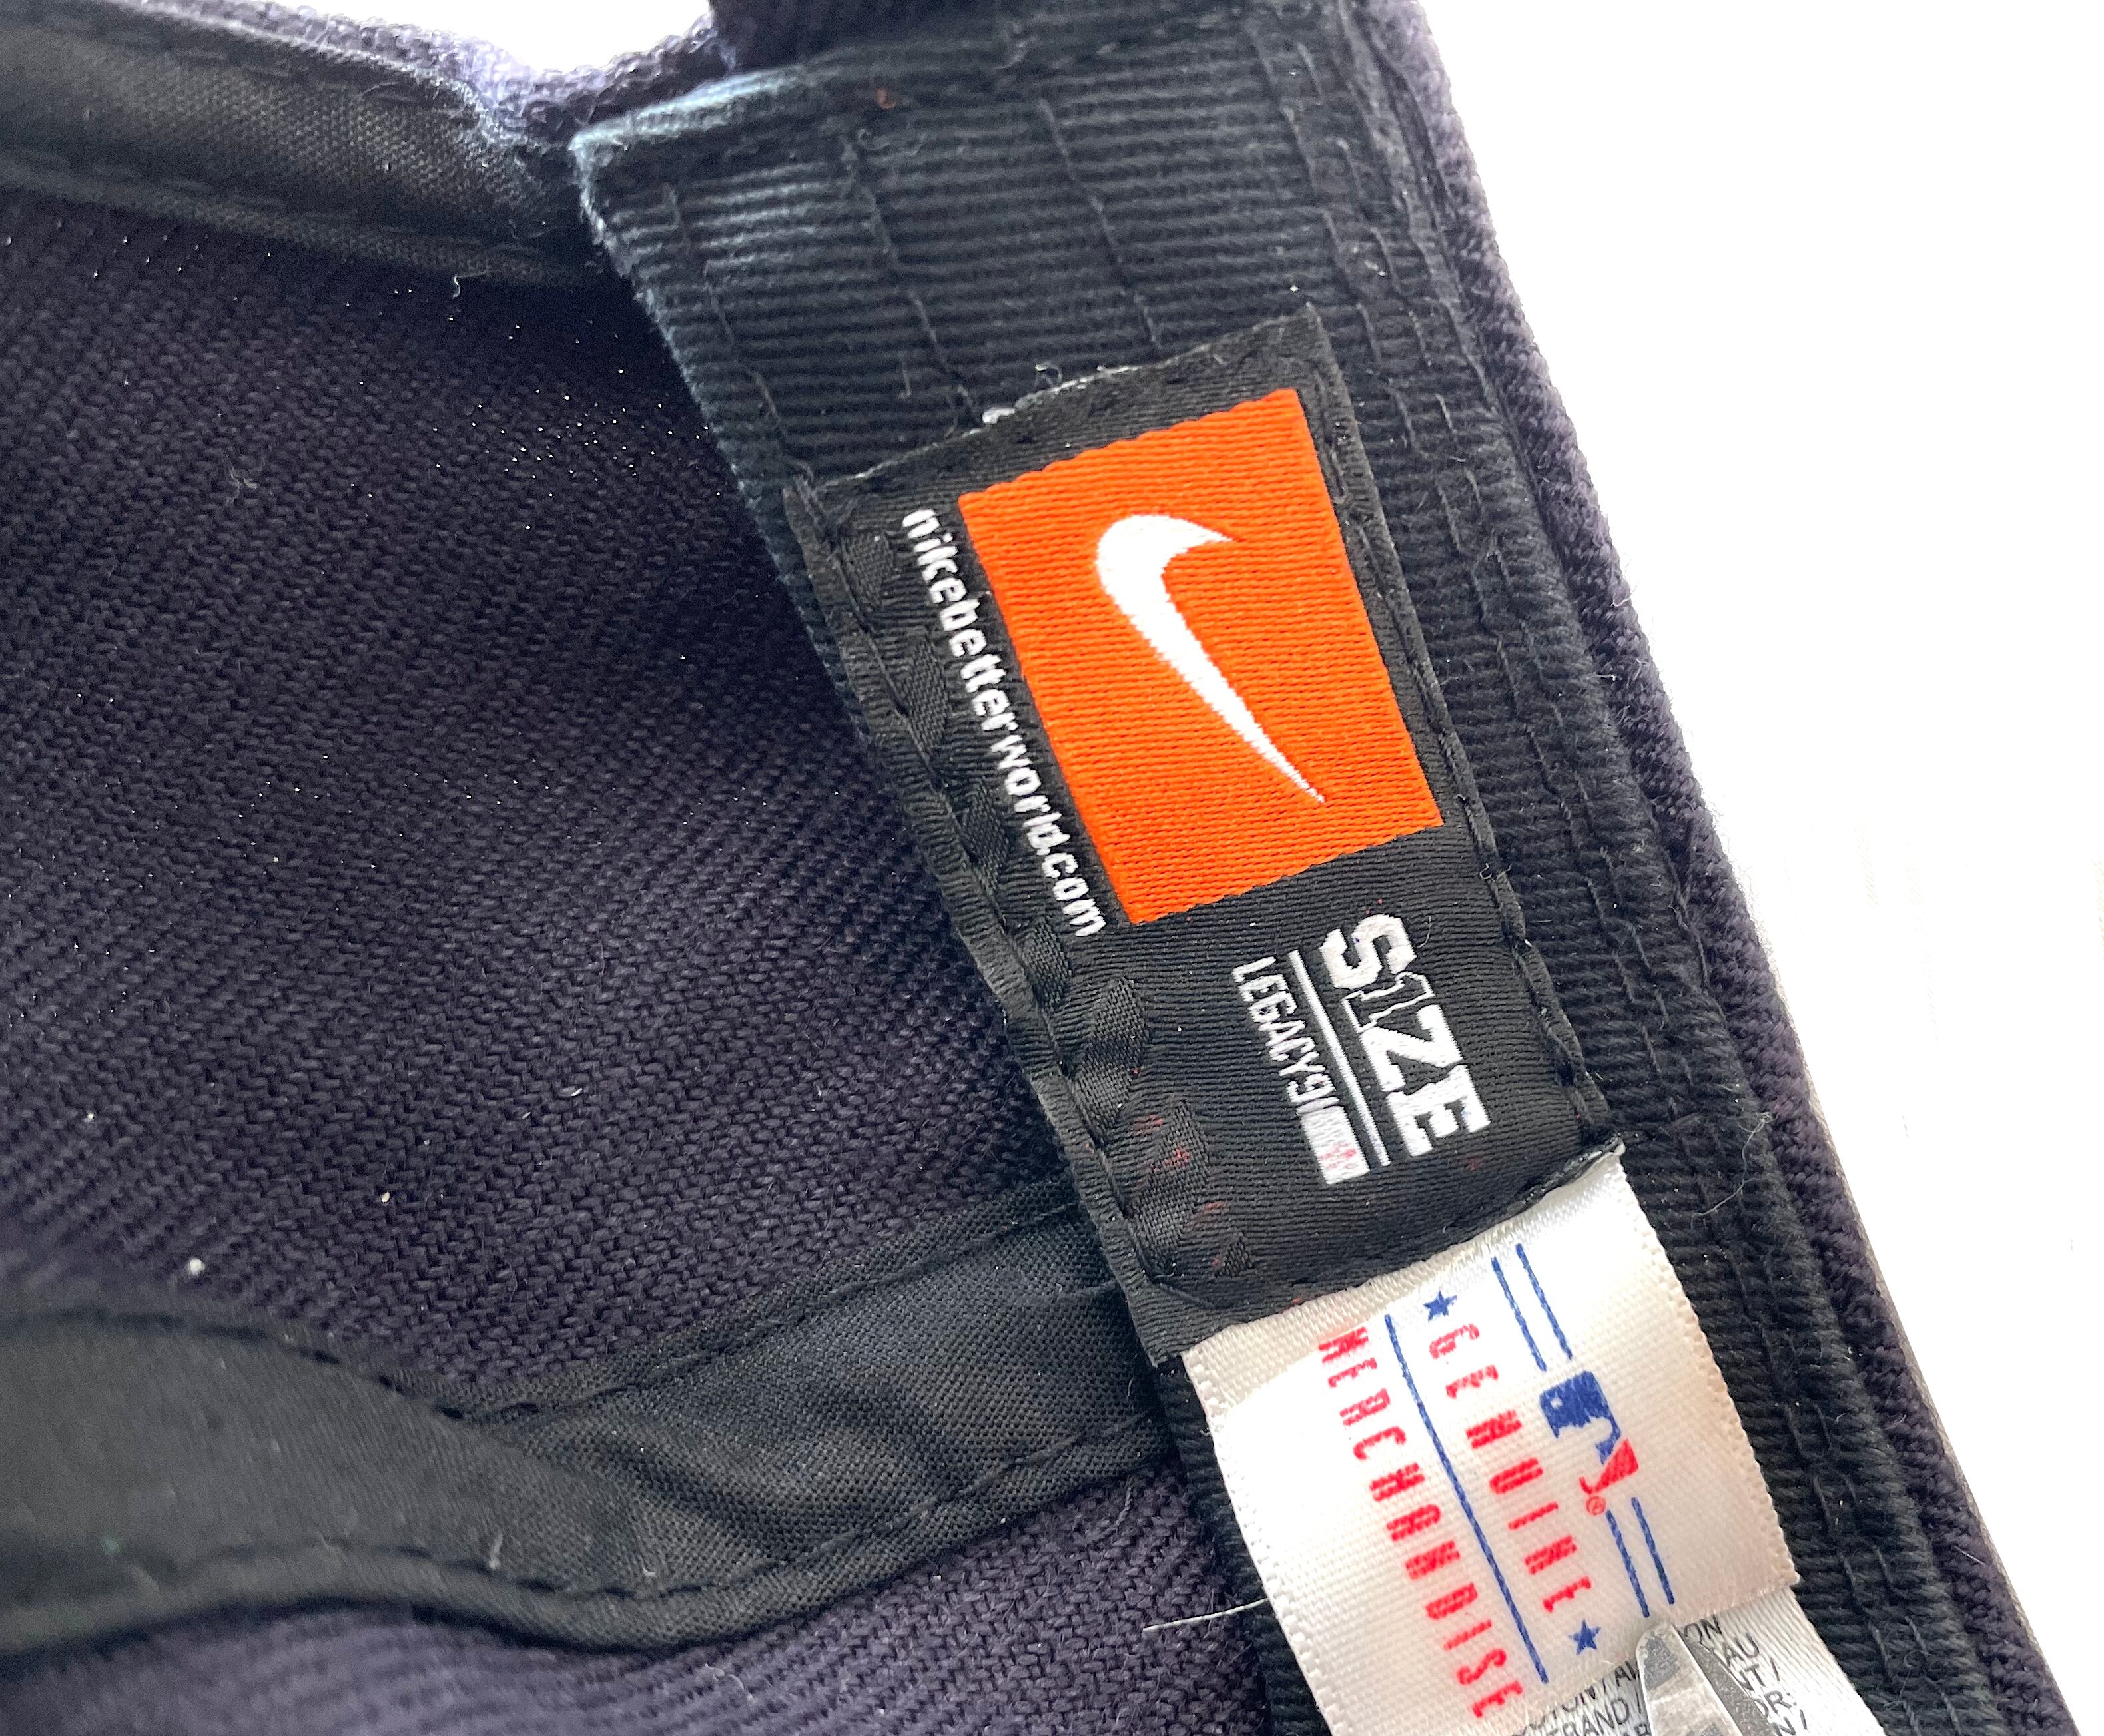 nikebetterworld.com
SIZE
LEGACY91
★ GENUINE ★
MERCHANDISE